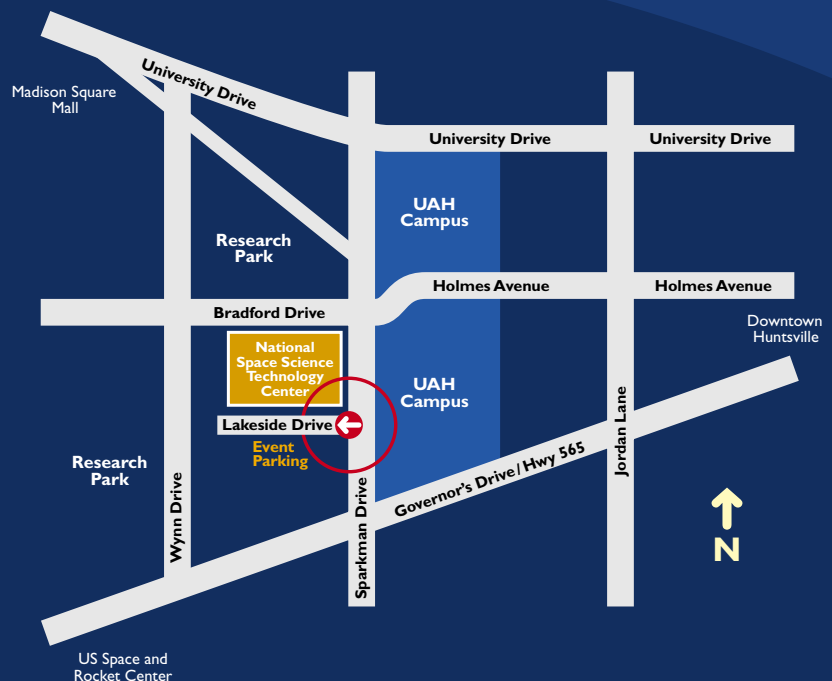 University Drive
Madison Square
Mall
University Drive
University Drive
UAH
Campus
Research
Park
Holmes Avenue
Holmes Avenue
Bradford Drive
Downtown
Huntsville
National
Space Science
Technology
Center
UAH
Campus
Lakeside Drive
Event
Parking
Jordan Lane
Research
Park
Governor's Drive / Hwy 565
Wynn Drive
Sparkman Drive
N
US Space and
Rocket Center